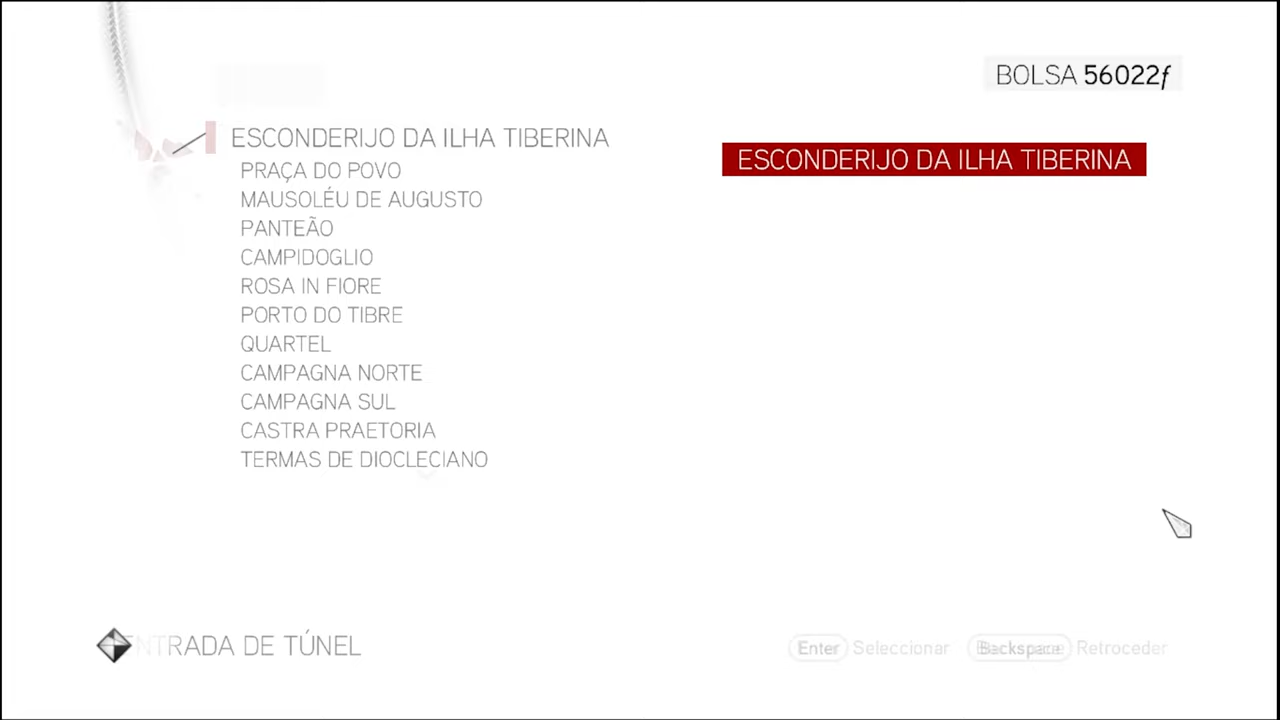 BOLSA 56022ƒ
ESCONDERIJO DA ILHA TIBERINA
ESCONDERIJO DA ILHA TIBERINA
PRAÇA DO POVO
MAUSOLÉU DE AUGUSTO
PANTEÃO
CAMPIDOGLIO
ROSA IN FIORE
PORTO DO TIBRE
QUARTEL
CAMPAGNA NORTE
CAMPAGNA SUL
CASTRA PRAETORIA
TERMAS DE DIOCLECIANO
ENTRADA DE TÚNEL
Enter Seleccionar Backspace Retroceder